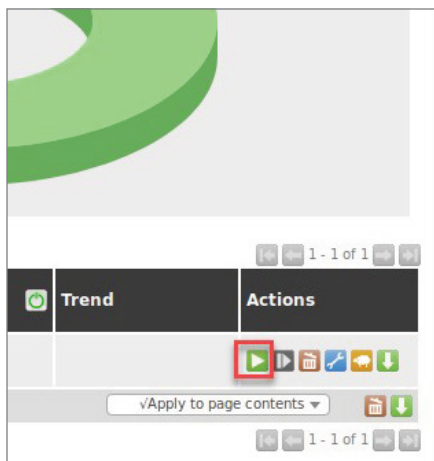 1 - 1 of 1
Trend Actions
√Apply to page contents
1 - 1 of 1